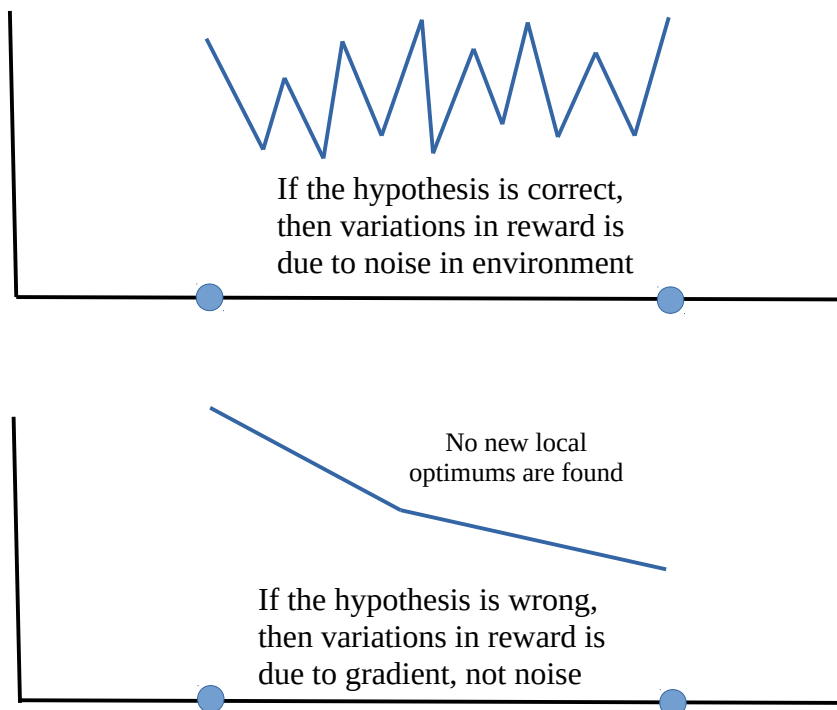 If the hypothesis is correct,
then variations in reward is
due to noise in environment
No new local
optimums are found
If the hypothesis is wrong,
then variations in reward is
due to gradient, not noise